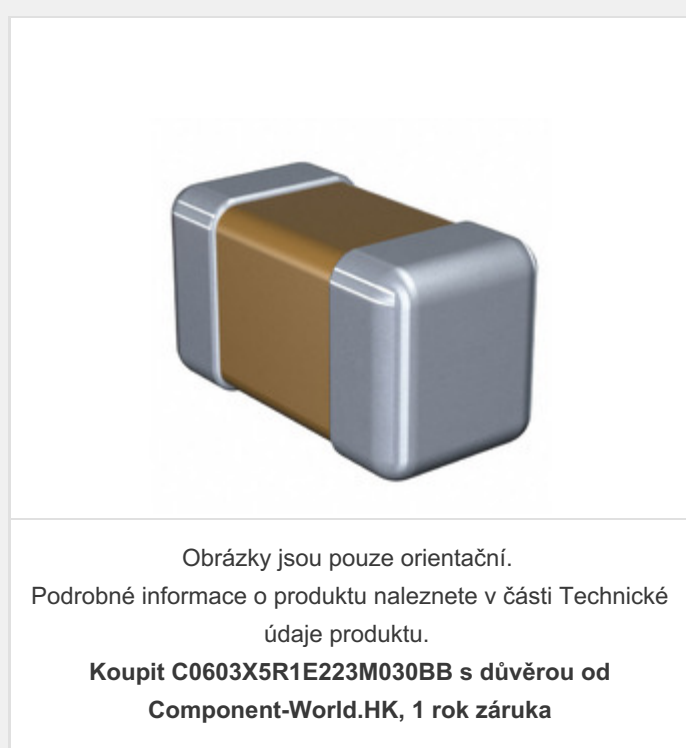 Obrázky jsou pouze orientační.
Podrobné informace o produktu naleznete v části Technické
údaje produktu.
Koupit C0603X5R1E223M030BB s důvěrou od
Component-World.HK, 1 rok záruka